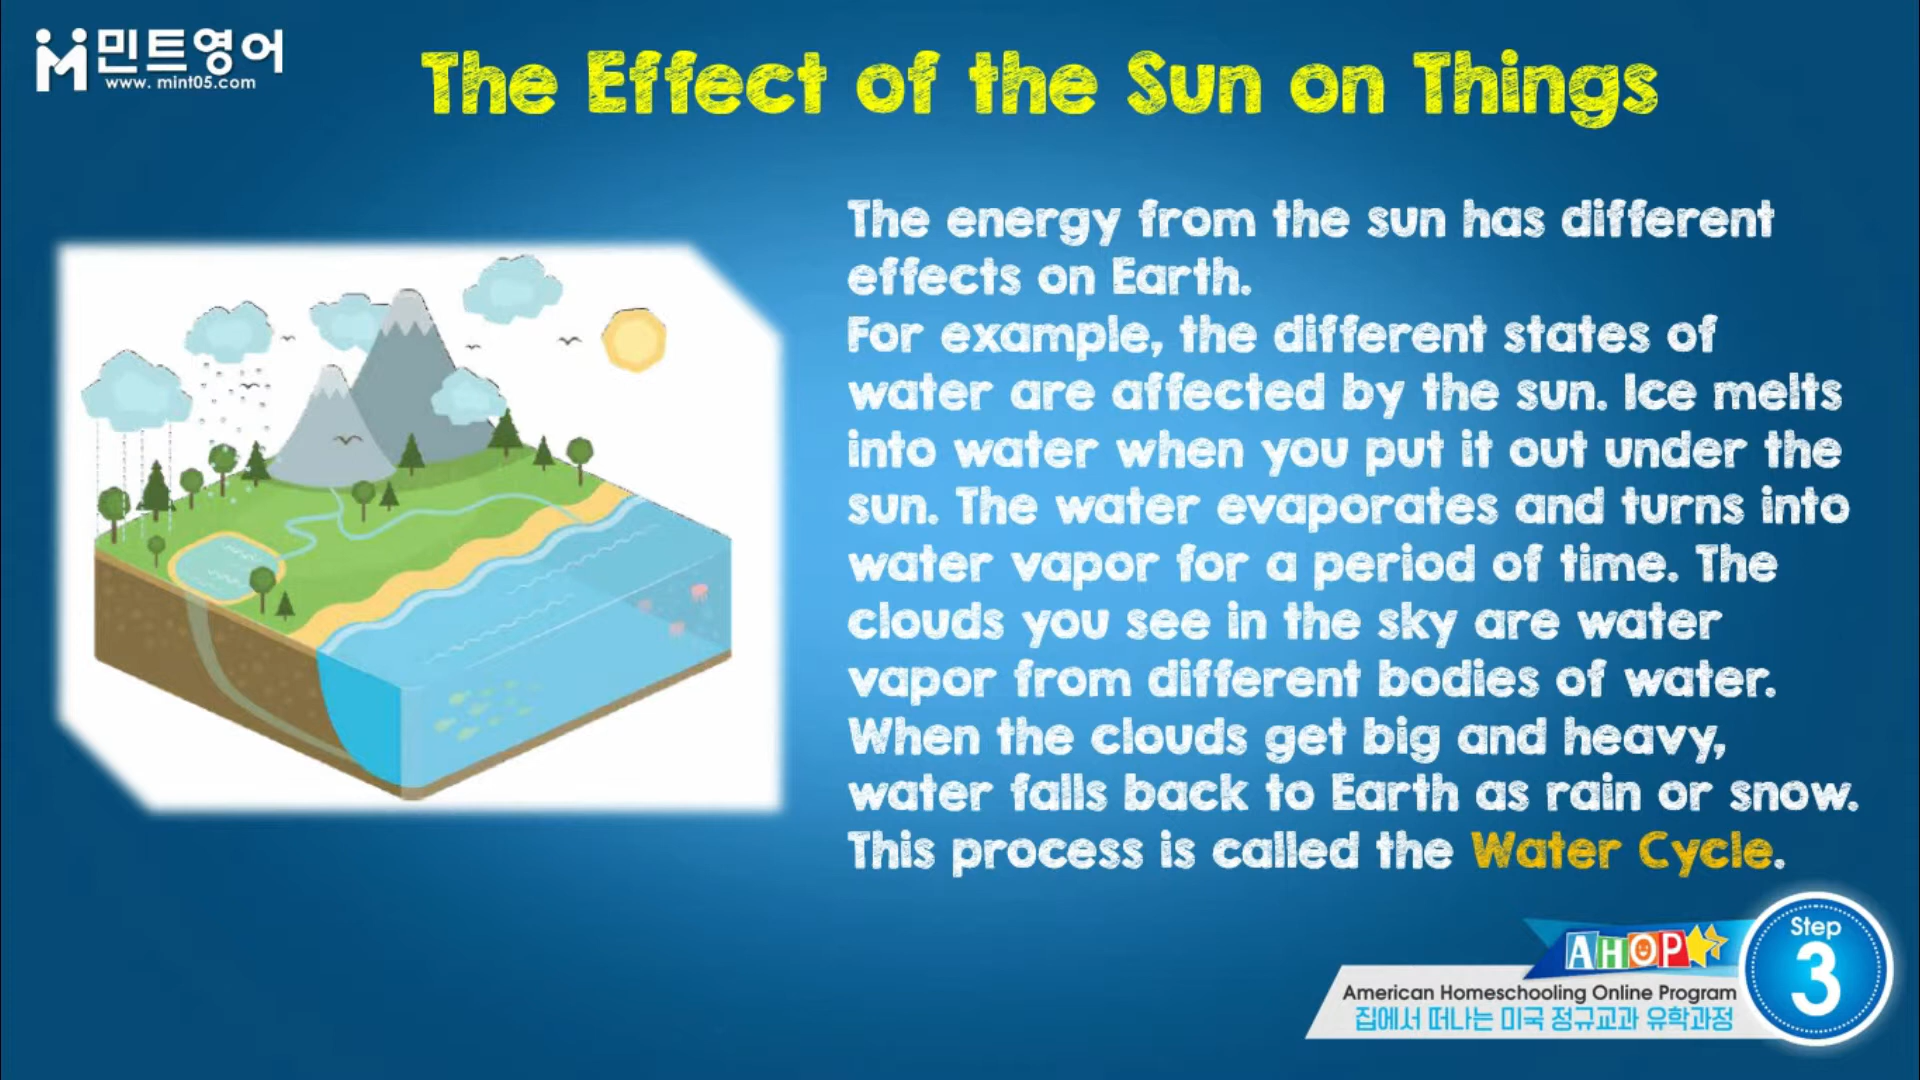 민트영어
www.mint05.com
The Effect of the Sun on Things
The energy from the sun has different
effects on Earth.
For example, the different states of
water are affected by the sun. Ice melts
into water when you put it out under the
sun. The water evaporates and turns into
water vapor for a period of time. The
clouds you see in the sky are water
vapor from different bodies of water.
When the clouds get big and heavy,
water falls back to Earth as rain or snow.
This process is called the Water Cycle.
AHOP
Step
3
American Homeschooling Online Program
집에서 떠나는 미국 정규교과 유학과정